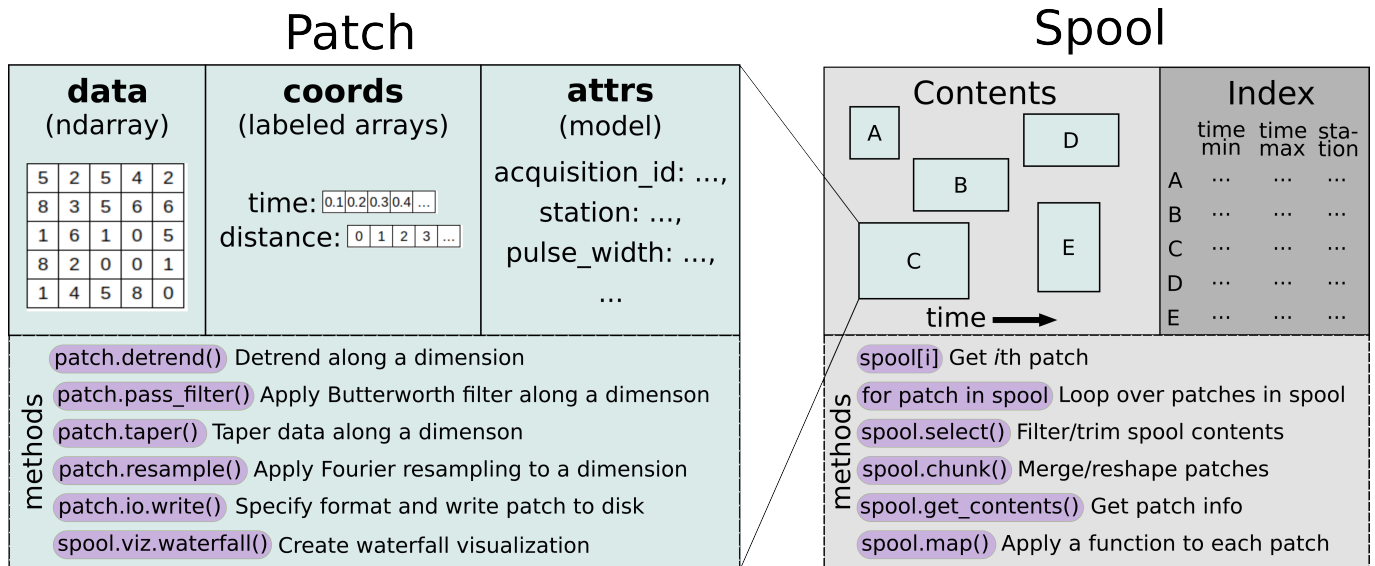 Patch
data
(ndarray)
5 2 5 4 2
8 3 5 6 6
1 6 1 0 5
8 2 0 0 1
1 4 5 8 0
coords
(labeled arrays)
time: 0.1 0.2 0.3 0.4 ...
distance: 0 1 2 3 ...
attrs
(model)
acquisition_id: ...,
station: ...,
pulse_width: ...,
...
methods
patch.detrend() Detrend along a dimension
patch.pass_filter() Apply Butterworth filter along a dimenson
patch.taper() Taper data along a dimenson
patch.resample() Apply Fourier resampling to a dimension
patch.io.write() Specify format and write patch to disk
spool.viz.waterfall() Create waterfall visualization
Spool
Contents
A
D
B
E
C
time
Index
time min time max sta-tion
A ... ... ...
B ... ... ...
C ... ... ...
D ... ... ...
E ... ... ...
methods
spool[i] Get ith patch
for patch in spool Loop over patches in spool
spool.select() Filter/trim spool contents
spool.chunk() Merge/reshape patches
spool.get_contents() Get patch info
spool.map() Apply a function to each patch